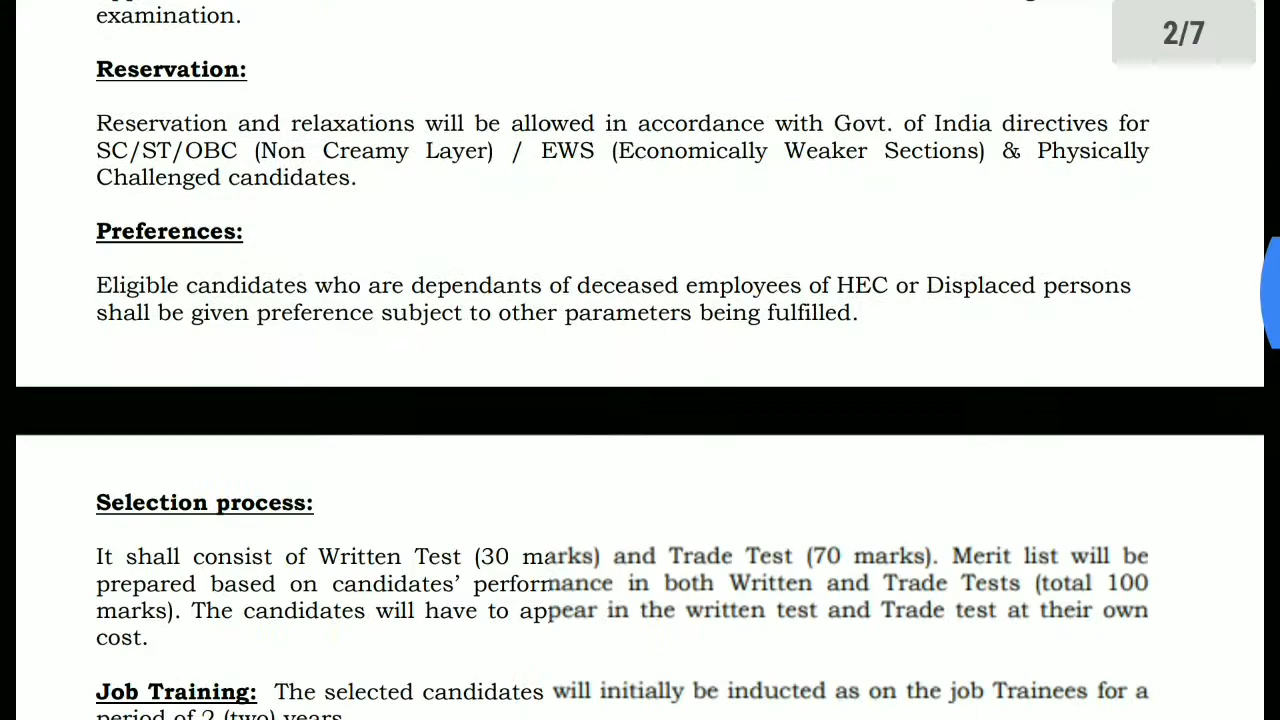 examination.
2/7
Reservation:
Reservation and relaxations will be allowed in accordance with Govt. of India directives for
SC/ST/OBC (Non Creamy Layer) / EWS (Economically Weaker Sections) & Physically
Challenged candidates.
Preferences:
Eligible candidates who are dependants of deceased employees of HEC or Displaced persons
shall be given preference subject to other parameters being fulfilled.
Selection process:
It shall consist of Written Test (30 marks) and Trade Test (70 marks). Merit list will be
prepared based on candidates’ performance in both Written and Trade Tests (total 100
marks). The candidates will have to appear in the written test and Trade test at their own
cost.
Job Training: The selected candidates will initially be inducted as on the job Trainees for a
period of 2 (two) years